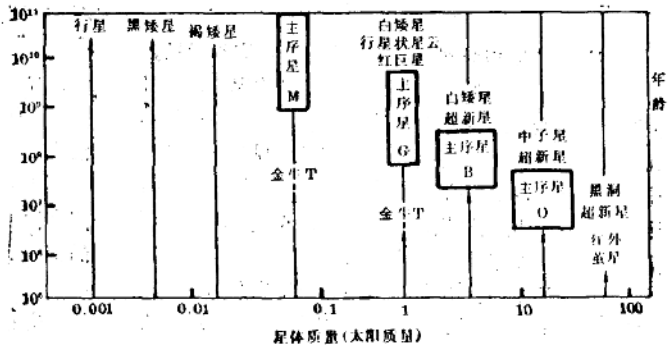 10¹¹
10¹⁰
10⁹
10⁸
10⁷
10⁶
行星
黑矮星
褐矮星
主序星 M
金牛T
白矮星
行星状星云
红巨星
主序星 G
金牛T
白矮星
超新星
主序星
B
中子星
超新星
主序星
O
黑洞
超新星
红外
茧星
年龄
0.001
0.01
0.1
1
10
100
星体质量(太阳质量)